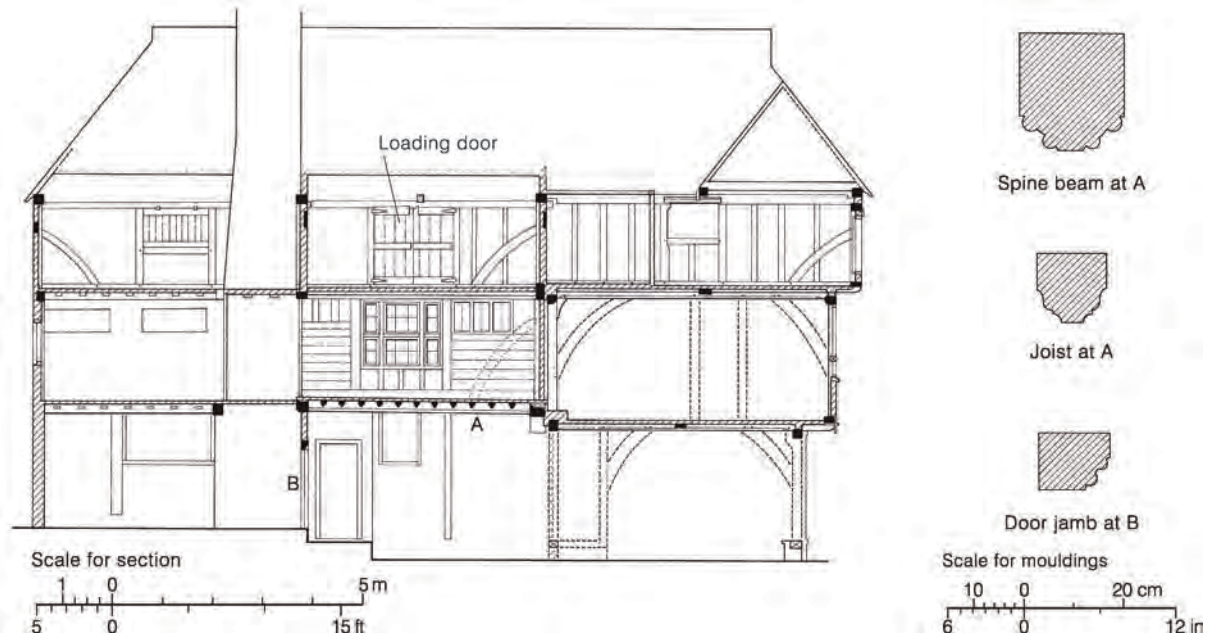 Loading door
A
B
Spine beam at A
Joist at A
Door jamb at B
Scale for section
1 0 5 m
5 0 15 ft
Scale for mouldings
10 0 20 cm
6 0 12 in